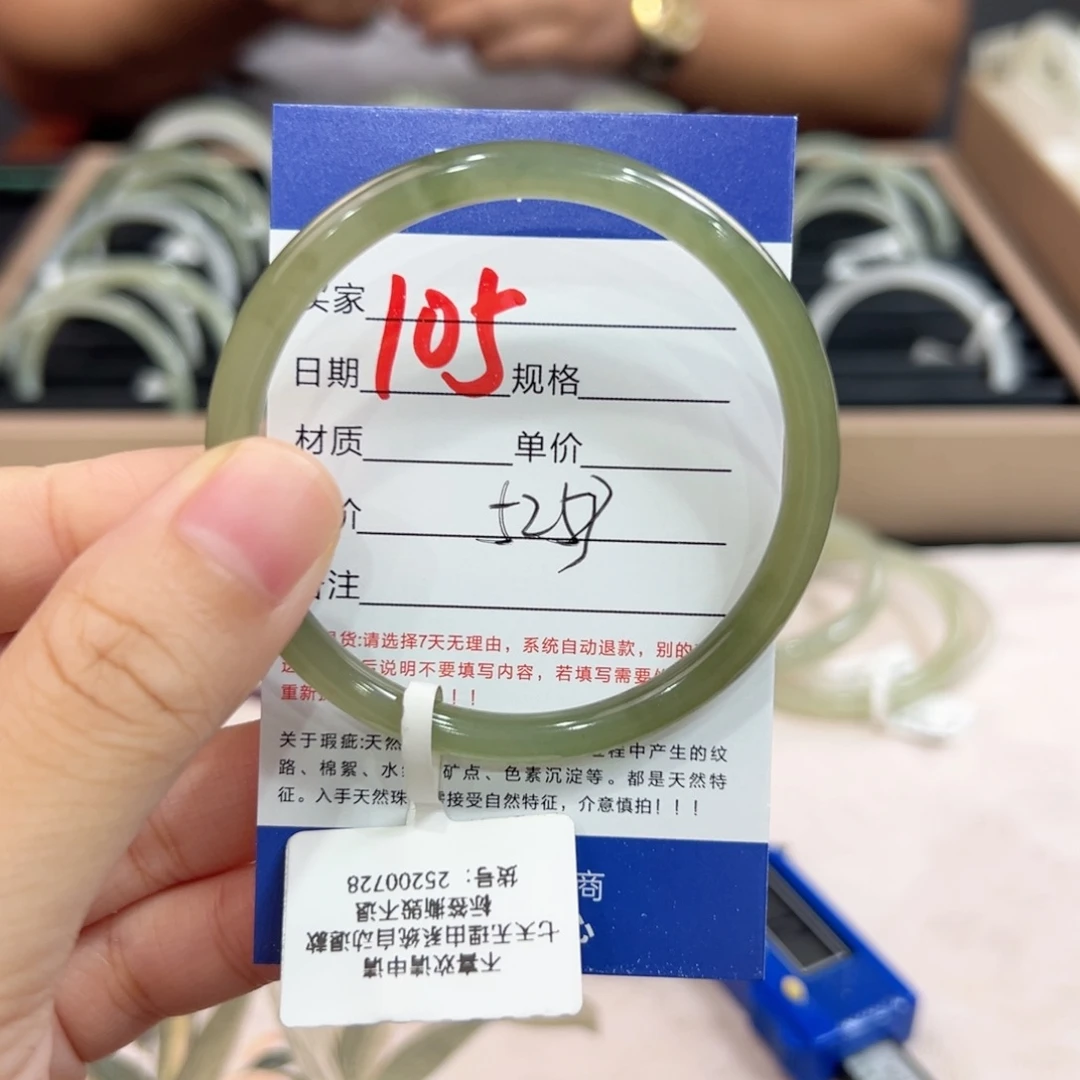 买家
105
日期 规格
材质 单价
价
注
货:请选择7天无理由，系统自动退款，别的
后说明不要填写内容，若填写需要
重新 ！！
关于瑕疵:天然 程中产生的纹
路、棉絮、水 矿点、色素沉淀等。都是天然特
征。入手天然珠 接受自然特征，介意慎拍！！！
商
心
货号：25200728
标签撕毁不退
七天无理由系统自动退款
不喜欢请申请